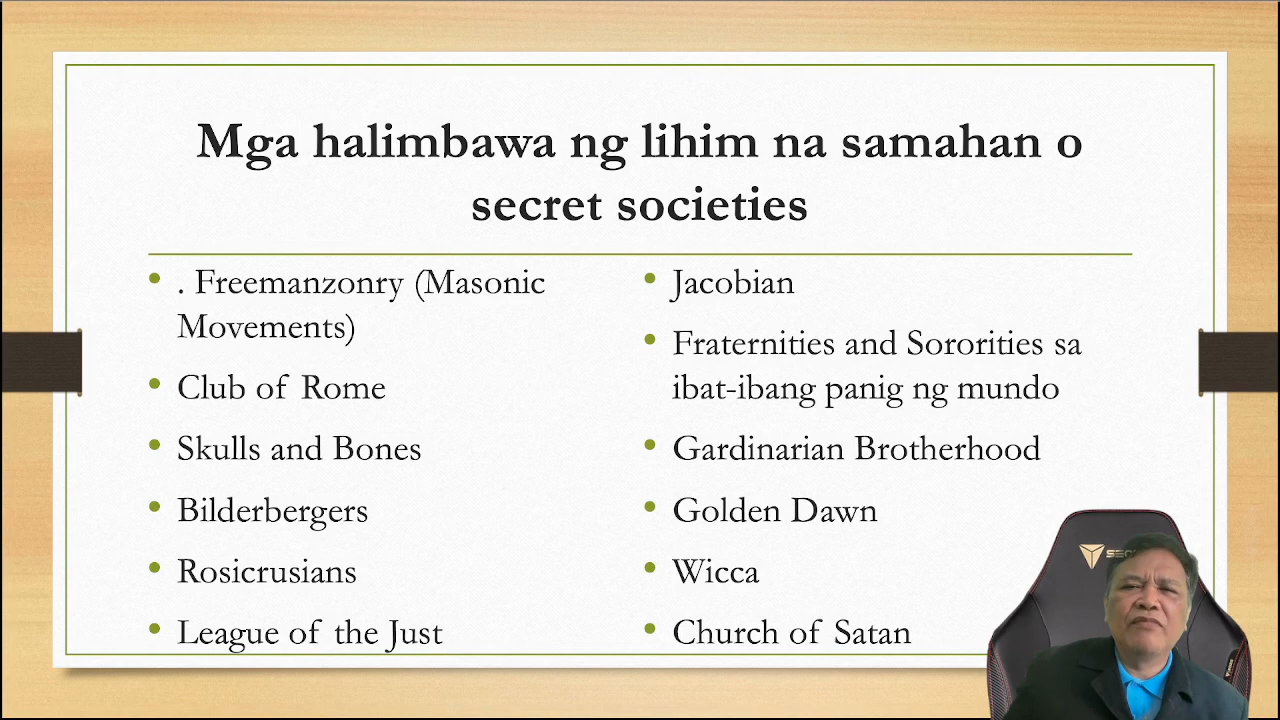 Mga halimbawa ng lihim na samahan o
secret societies
. Freemanzonry (Masonic
Movements)
Club of Rome
Skulls and Bones
Bilderbergers
Rosicrusians
League of the Just
Jacobian
Fraternities and Sororities sa
ibat-ibang panig ng mundo
Gardinarian Brotherhood
Golden Dawn
Wicca
Church of Satan